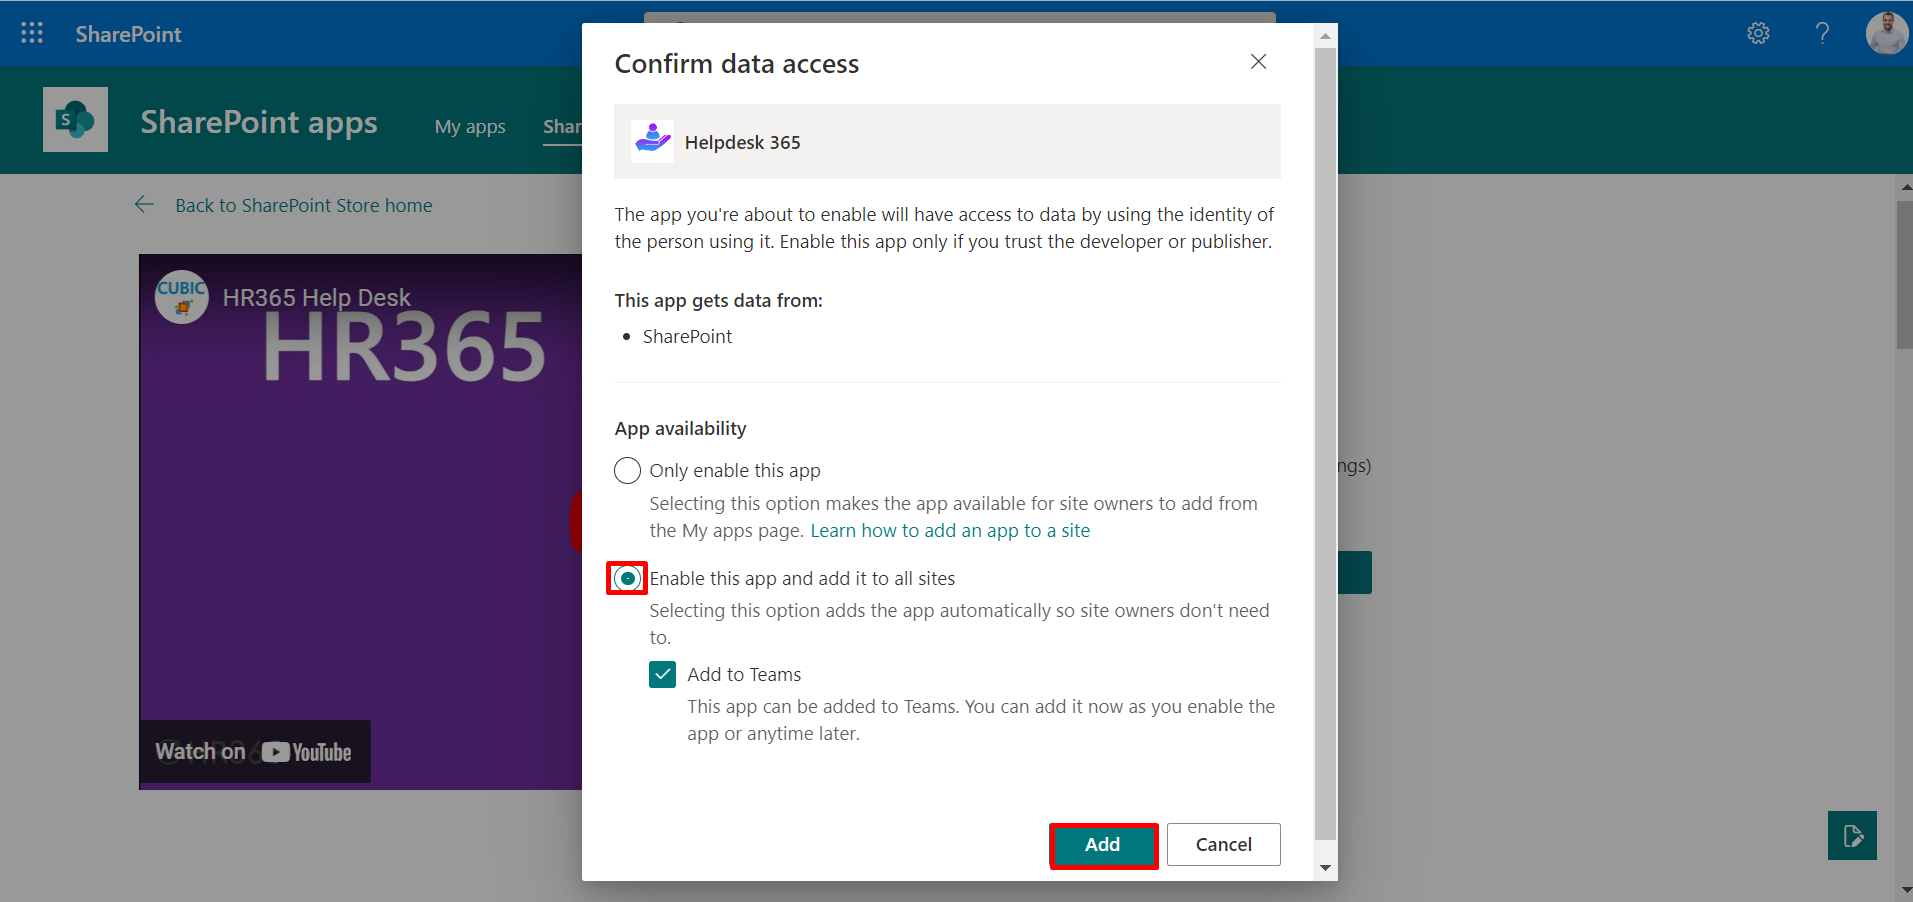 SharePoint
SharePoint apps
My apps
Shar
Back to SharePoint Store home
CUBIC
HR365 Help Desk
HR365
Watch on YouTube
Confirm data access
Helpdesk 365
The app you're about to enable will have access to data by using the identity of
the person using it. Enable this app only if you trust the developer or publisher.
This app gets data from:
• SharePoint
App availability
Only enable this app
Selecting this option makes the app available for site owners to add from
the My apps page. Learn how to add an app to a site
ngs)
Enable this app and add it to all sites
Selecting this option adds the app automatically so site owners don't need
to.
Add to Teams
This app can be added to Teams. You can add it now as you enable the
app or anytime later.
Add
Cancel